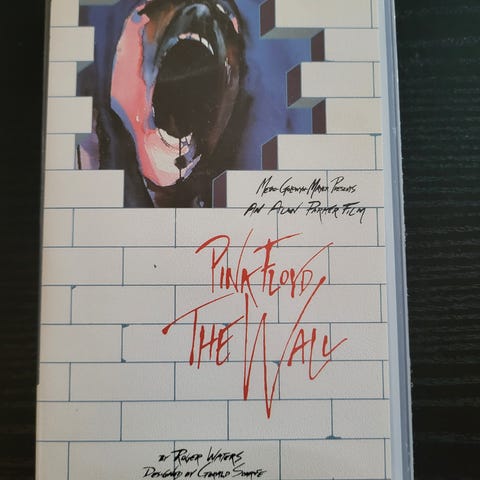 Metro-Goldwyn-Mayer Presents
An Alan Parker Film
Pink Floyd
The Wall
By Roger Waters
Designed by Gerald Scarfe